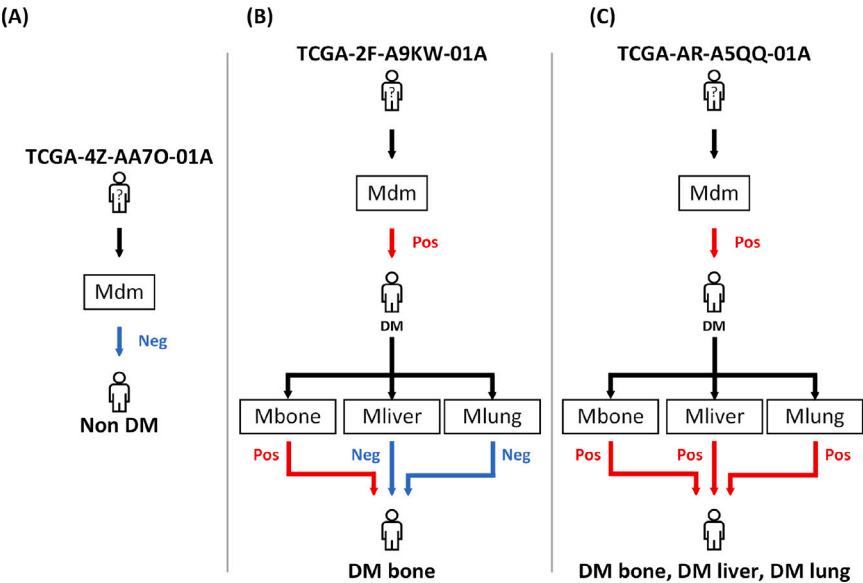 (A)
TCGA-4Z-AA7O-01A
?
Mdm
Neg
Non DM
(B)
TCGA-2F-A9KW-01A
?
Mdm
Pos
DM
Mbone Mliver Mlung
Pos Neg Neg
DM bone
(C)
TCGA-AR-A5QQ-01A
?
Mdm
Pos
DM
Mbone Mliver Mlung
Pos Pos Pos
DM bone, DM liver, DM lung